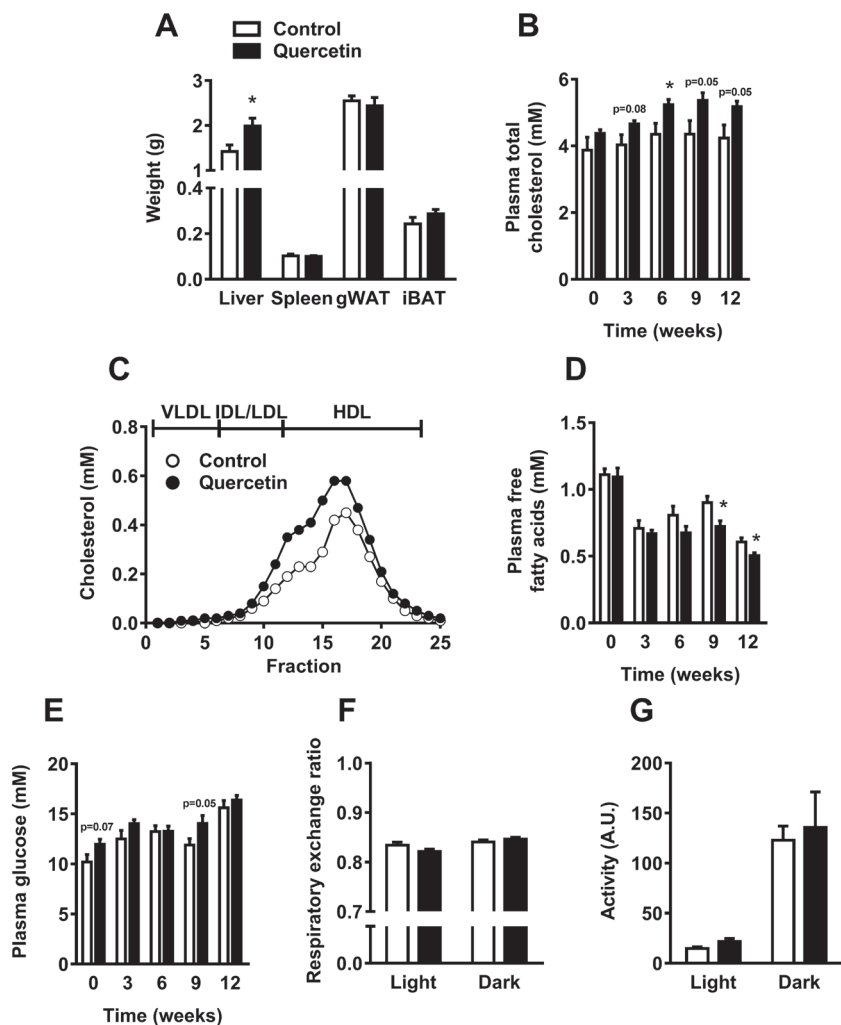 A
Control
Quercetin
Weight (g)
3
2
1
0.4
0.2
0.0
*
Liver Spleen gWAT iBAT
B
Plasma total
cholesterol (mM)
6
4
2
0
p=0.08
*
p=0.05
p=0.05
0 3 6 9 12
Time (weeks)
C
VLDL IDL/LDL HDL
Control
Quercetin
Cholesterol (mM)
0.8
0.6
0.4
0.2
0.0
0 5 10 15 20 25
Fraction
D
Plasma free
fatty acids (mM)
1.5
1.0
0.5
0.0
*
*
0 3 6 9 12
Time (weeks)
E
Plasma glucose (mM)
20
15
10
5
0
p=0.07
p=0.05
0 3 6 9 12
Time (weeks)
F
Respiratory exchange ratio
1.0
0.9
0.8
0.7
0.0
Light Dark
G
Activity (A.U.)
200
150
100
50
0
Light Dark